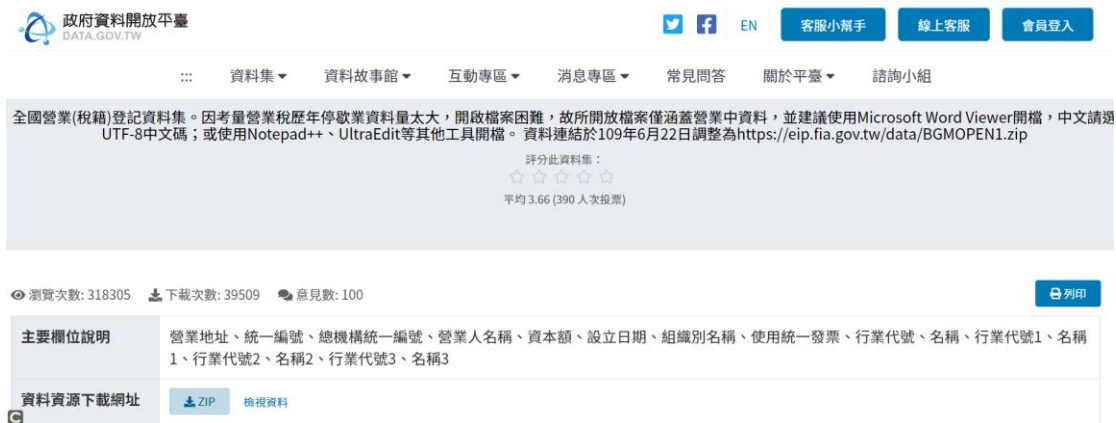 政府資料開放平臺
DATA.GOV.TW
EN
客服小幫手
線上客服
會員登入
:::
資料集
資料故事館
互動專區
消息專區
常見問答
關於平臺
諮詢小組
全國營業(稅籍)登記資料集。因考量營業稅歷年停歇業資料量太大，開啟檔案困難，故所開放檔案僅涵蓋營業中資料，並建議使用Microsoft Word Viewer開檔，中文請選
UTF-8中文碼；或使用Notepad++、UltraEdit等其他工具開檔。 資料連結於109年6月22日調整為https://eip.fia.gov.tw/data/BGMOPEN1.zip
評分此資料集：
平均 3.66 (390 人次投票)
瀏覽次數: 318305 下載次數: 39509 意見數: 100
列印
主要欄位說明
營業地址、統一編號、總機構統一編號、營業人名稱、資本額、設立日期、組織別名稱、使用統一發票、行業代號、名稱、行業代號1、名稱
1、行業代號2、名稱2、行業代號3、名稱3
資料資源下載網址
ZIP
檢視資料
C